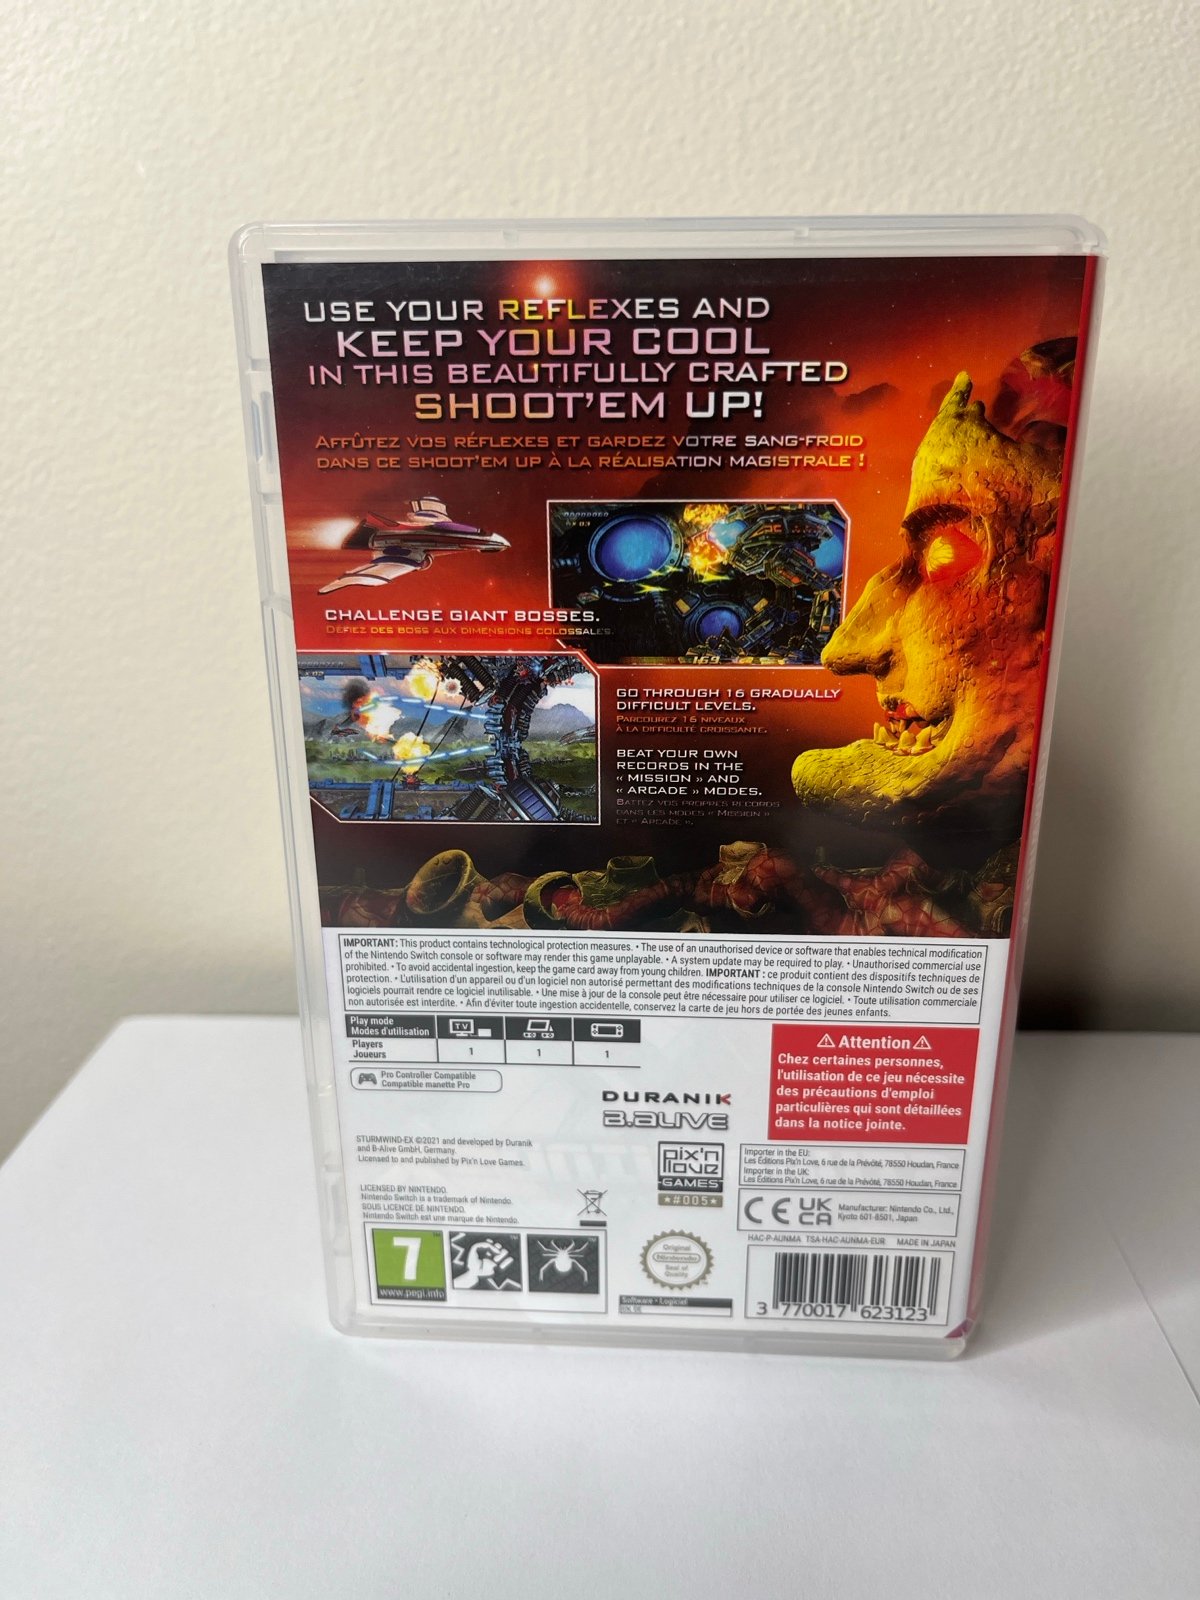 USE YOUR REFLEXES AND
KEEP YOUR COOL
IN THIS BEAUTIFULLY CRAFTED
SHOOT'EM UP!
AFFÛTEZ VOS RÉFLEXES ET GARDEZ VOTRE SANG-FROID
DANS CE SHOOT'EM UP À LA RÉALISATION MAGISTRALE !
CHALLENGE GIANT BOSSES.
DÉFIEZ DES BOSS AUX DIMENSIONS COLOSSALES.
169
GO THROUGH 16 GRADUALLY
DIFFICULT LEVELS.
PARCOUREZ 16 NIVEAUX
À LA DIFFICULTÉ CROISSANTE.
BEAT YOUR OWN
RECORDS IN THE
« MISSION » AND
« ARCADE » MODES.
BATTEZ VOS PROPRES RECORDS
DANS LES MODES « MISSION »
ET « ARCADE ».
IMPORTANT: This product contains technological protection measures. • The use of an unauthorised device or software that enables technical modification
of the Nintendo Switch console or software may render this game unplayable. • A system update may be required to play. • Unauthorised commercial use
prohibited. • To avoid accidental ingestion, keep the game card away from young children. IMPORTANT : ce produit contient des dispositifs techniques de
protection. • L'utilisation d'un appareil ou d'un logiciel non autorisé permettant des modifications techniques de la console Nintendo Switch ou de ses
logiciels pourrait rendre ce logiciel inutilisable. • Une mise à jour de la console peut être nécessaire pour utiliser ce logiciel. • Toute utilisation commerciale
non autorisée est interdite. • Afin d'éviter toute ingestion accidentelle, conservez la carte de jeu hors de portée des jeunes enfants.
Play mode
Modes d'utilisation
TV
Players
Joueurs
1 1 1
Pro Controller Compatible
Compatible manette Pro
Attention
Chez certaines personnes,
l'utilisation de ce jeu nécessite
des précautions d'emploi
particulières qui sont détaillées
dans la notice jointe.
DURANIK
B.ALIVE
STURMWIND-EX ©2021 and developed by Duranik
and B-Alive GmbH, Germany.
Licensed to and published by Pix'n Love Games.
pix'n
love
GAMES
#005
Importer in the EU:
Les Éditions Pix'n Love, 6 rue de la Prévôté, 78550 Houdan, France
Importer in the UK:
Les Éditions Pix'n Love, 6 rue de la Prévôté, 78550 Houdan, France
LICENSED BY NINTENDO.
Nintendo Switch is a trademark of Nintendo.
SOUS LICENCE DE NINTENDO.
Nintendo Switch est une marque de Nintendo.
CE UK
CA
Manufacturer: Nintendo Co., Ltd.,
Kyoto 601-8501, Japan
HAC-P-AUNMA TSA-HAC-AUNMA-EUR MADE IN JAPAN
7
www.pegi.info
Original
Nintendo
Seal of
Quality
Software • Logiciel
3 770017 623123